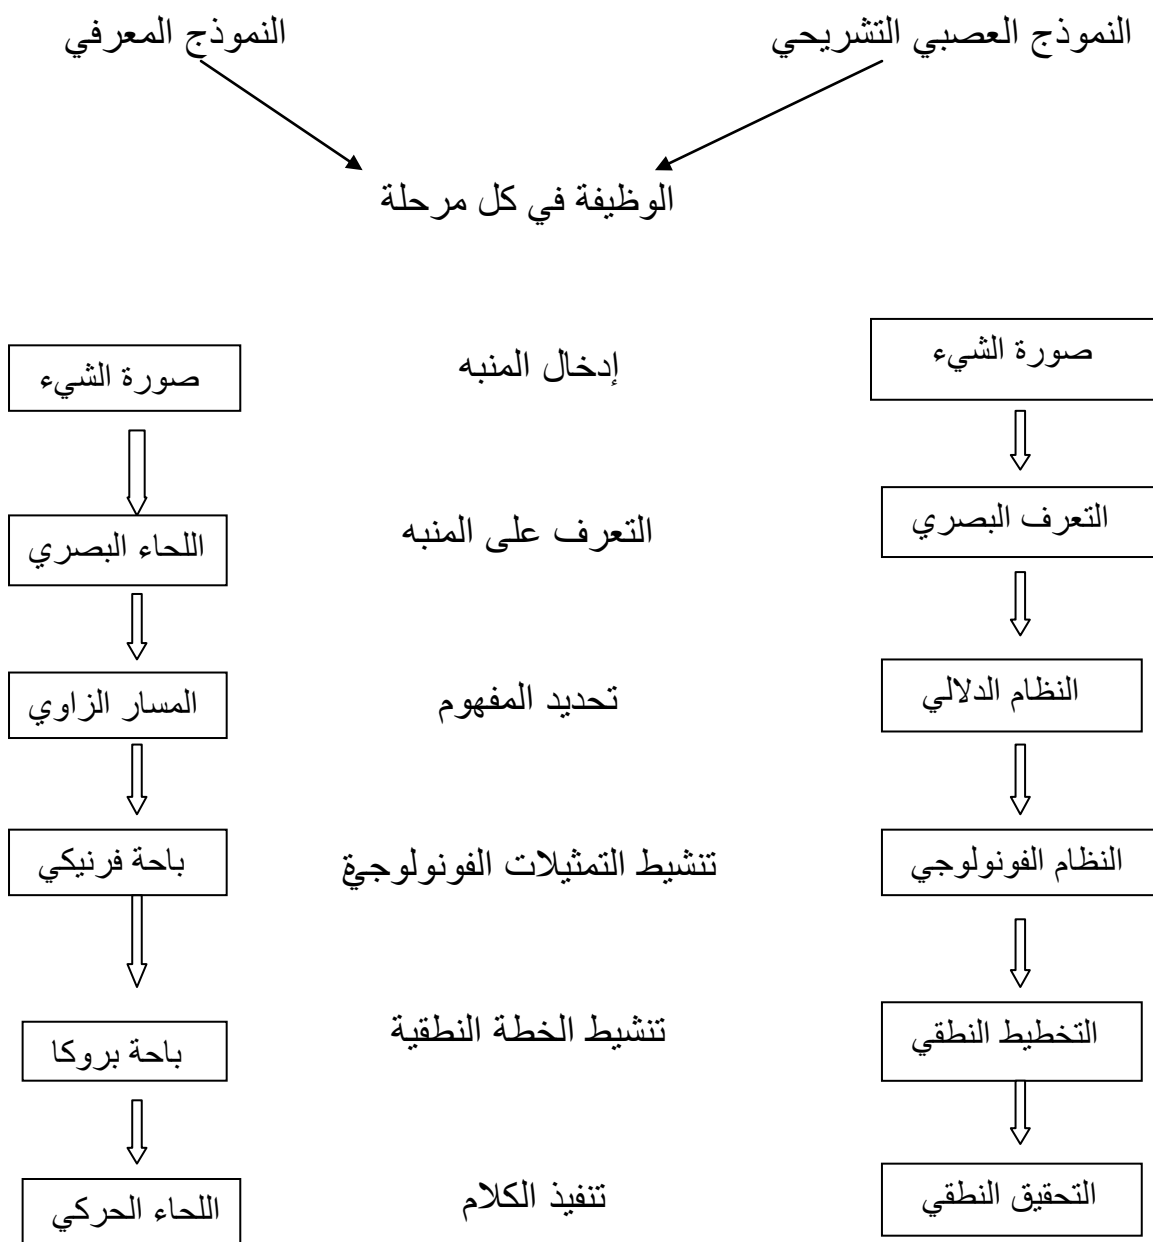 النموذج العصبي التشريحي النموذج المعرفي
الوظيفة في كل مرحلة
صورة الشيء إدخال المنبه صورة الشيء
التعرف البصري التعرف على المنبه اللحاء البصري
النظام الدلالي تحديد المفهوم المسار الزاوي
النظام الفونولوجي تنشيط التمثيلات الفونولوجية باحة فرنيكي
التخطيط النطقي تنشيط الخطة النطقية باحة بروكا
التحقيق النطقي تنفيذ الكلام اللحاء الحركي